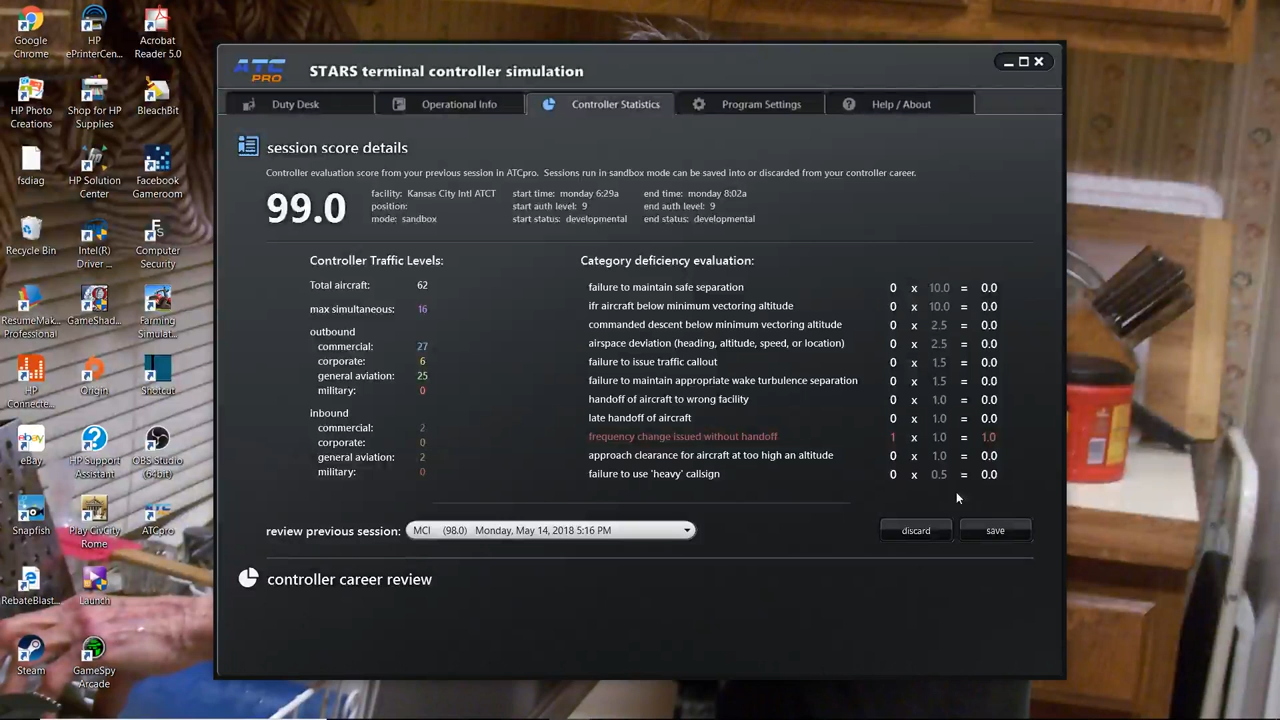 Google Chrome
HP ePrinterCen...
Acrobat Reader 5.0
HP Photo Creations
Shop for HP Supplies
BleachBit
fsdiag
HP Solution Center
Facebook Gameroom
Recycle Bin
Intel(R) Driver ...
Computer Security
ResumeMak... Professional
GameShad...
Farming Simulat...
HP Connecte...
Origin
Shotcut
eBay
HP Support Assistant
OBS Studio (64bit)
Snapfish
Play CivCity Rome
ATCpro
RebateBlast...
Launch
Steam
GameSpy Arcade
ATC PRO
STARS terminal controller simulation
Duty Desk
Operational Info
Controller Statistics
Program Settings
Help / About
session score details
Controller evaluation score from your previous session in ATCpro. Sessions run in sandbox mode can be saved into or discarded from your controller career.
99.0
facility: Kansas City Intl ATCT
start time: monday 6:29a
end time: monday 8:02a
position:
start auth level: 9
end auth level: 9
mode: sandbox
start status: developmental
end status: developmental
Controller Traffic Levels:
Total aircraft: 62
max simultaneous: 16
outbound
commercial: 27
corporate: 6
general aviation: 25
military: 0
inbound
commercial: 2
corporate: 0
general aviation: 2
military: 0
Category deficiency evaluation:
failure to maintain safe separation 0 x 10.0 = 0.0
ifr aircraft below minimum vectoring altitude 0 x 10.0 = 0.0
commanded descent below minimum vectoring altitude 0 x 2.5 = 0.0
airspace deviation (heading, altitude, speed, or location) 0 x 2.5 = 0.0
failure to issue traffic callout 0 x 1.5 = 0.0
failure to maintain appropriate wake turbulence separation 0 x 1.5 = 0.0
handoff of aircraft to wrong facility 0 x 1.0 = 0.0
late handoff of aircraft 0 x 1.0 = 0.0
frequency change issued without handoff 1 x 1.0 = 1.0
approach clearance for aircraft at too high an altitude 0 x 1.0 = 0.0
failure to use 'heavy' callsign 0 x 0.5 = 0.0
review previous session: MCI (98.0) Monday, May 14, 2018 5:16 PM
discard
save
controller career review